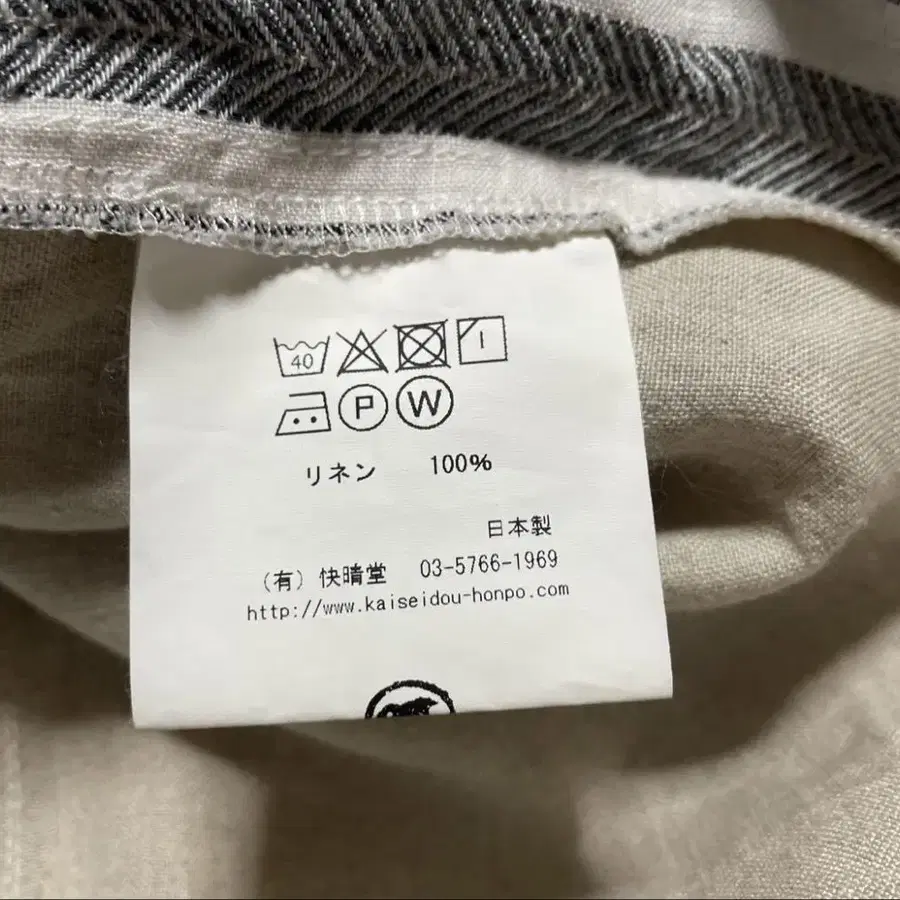 40
P W
リネン 100%
日本製
（有）快晴堂 03-5766-1969
http://www.kaiseidou-honpo.com